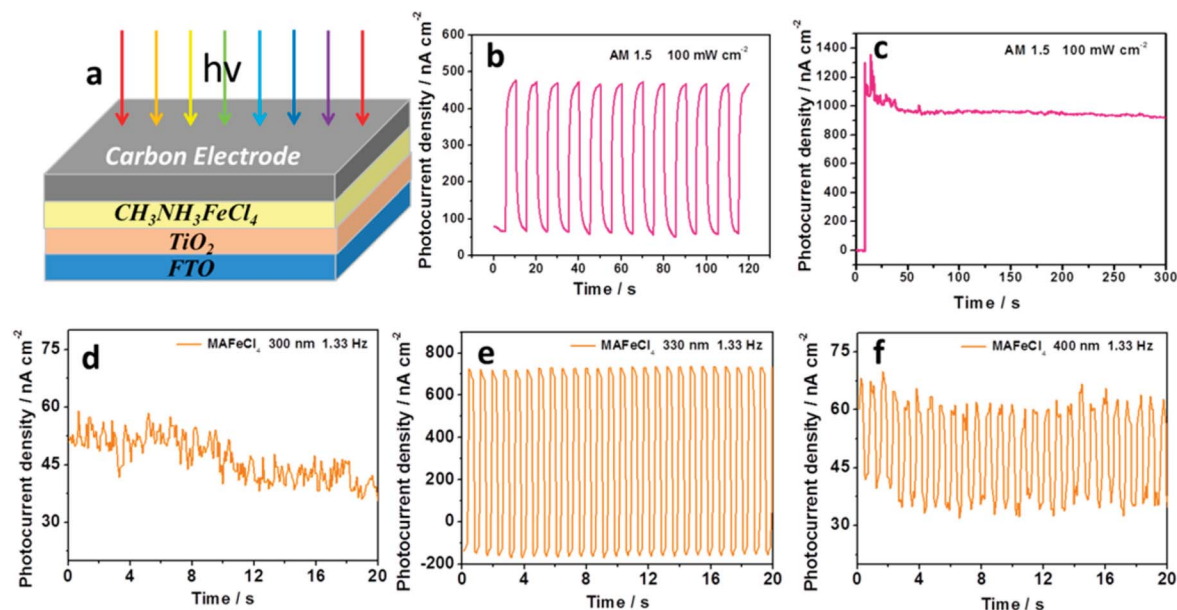 a
hν
Carbon Electrode
CH₃NH₃FeCl₄
TiO₂
FTO
b
AM 1.5 100 mW cm⁻²
Photocurrent density / nA cm⁻²
600
500
400
300
200
100
0
0 20 40 60 80 100 120
Time / s
c
AM 1.5 100 mW cm⁻²
Photocurrent density / nA cm⁻²
1400
1200
1000
800
600
400
200
0
0 50 100 150 200 250 300
Time / s
d
MAFeCl₄ 300 nm 1.33 Hz
Photocurrent density / nA cm⁻²
75
60
45
30
0 4 8 12 16 20
Time / s
e
MAFeCl₄ 330 nm 1.33 Hz
Photocurrent density / nA cm⁻²
800
600
400
200
0
-200
0 4 8 12 16 20
Time / s
f
MAFeCl₄ 400 nm 1.33 Hz
Photocurrent density / nA cm⁻²
75
60
45
30
0 4 8 12 16 20
Time / s